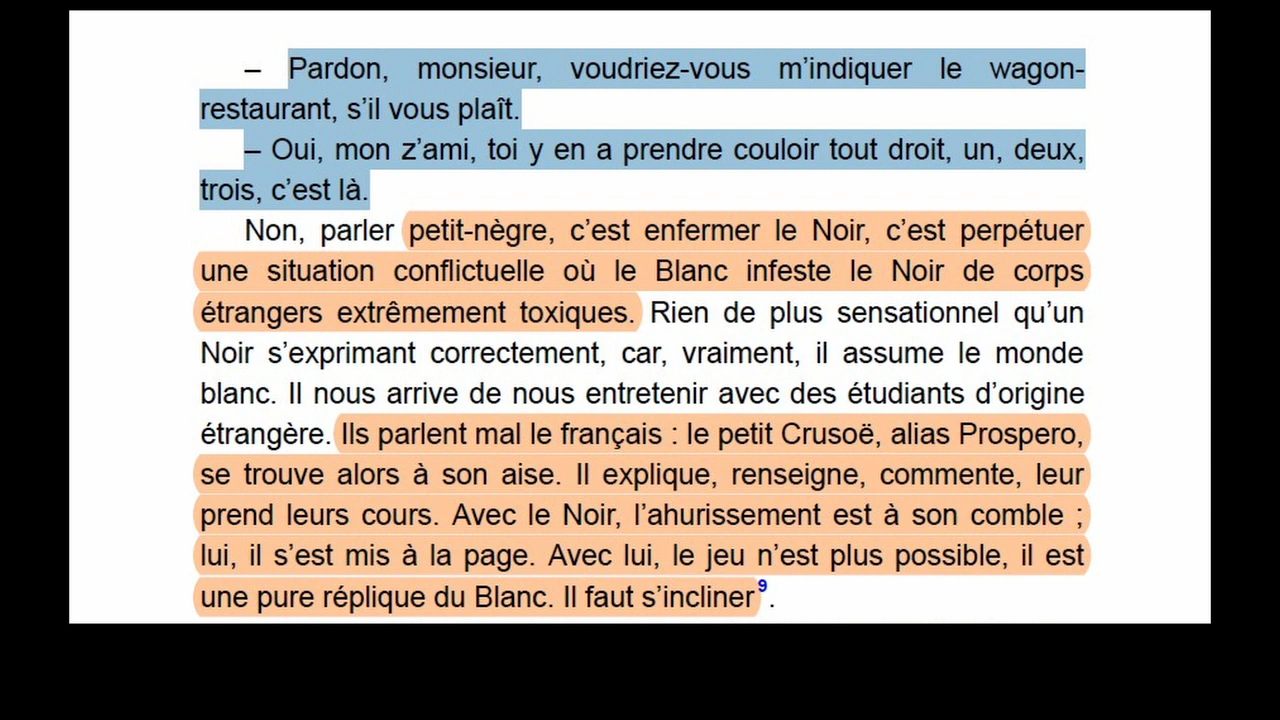 – Pardon, monsieur, voudriez-vous m’indiquer le wagon-
restaurant, s’il vous plaît.
– Oui, mon z’ami, toi y en a prendre couloir tout droit, un, deux,
trois, c’est là.
Non, parler petit-nègre, c’est enfermer le Noir, c’est perpétuer
une situation conflictuelle où le Blanc infeste le Noir de corps
étrangers extrêmement toxiques. Rien de plus sensationnel qu’un
Noir s’exprimant correctement, car, vraiment, il assume le monde
blanc. Il nous arrive de nous entretenir avec des étudiants d’origine
étrangère. Ils parlent mal le français : le petit Crusoë, alias Prospero,
se trouve alors à son aise. Il explique, renseigne, commente, leur
prend leurs cours. Avec le Noir, l’ahurissement est à son comble ;
lui, il s’est mis à la page. Avec lui, le jeu n’est plus possible, il est
une pure réplique du Blanc. Il faut s’incliner 9.